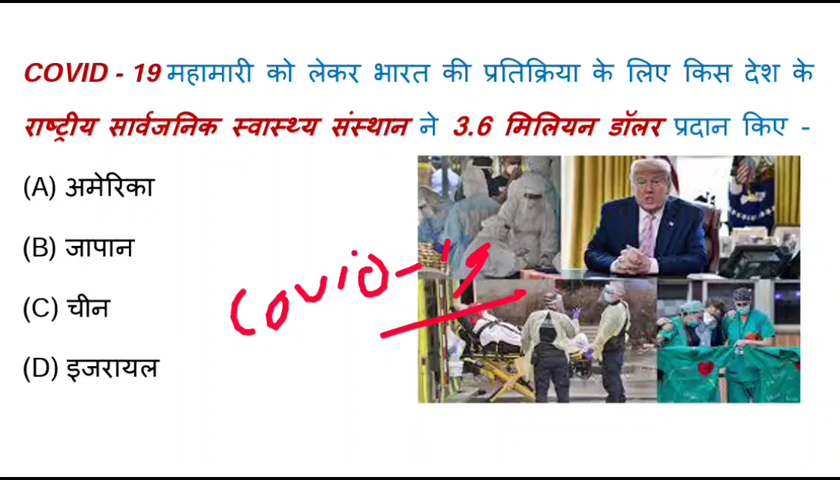 COVID - 19 महामारी को लेकर भारत की प्रतिक्रिया के लिए किस देश के
राष्ट्रीय सार्वजनिक स्वास्थ्य संस्थान ने 3.6 मिलियन डॉलर प्रदान किए -
(A) अमेरिका
(B) जापान
(C) चीन
(D) इजरायल
Covid-19